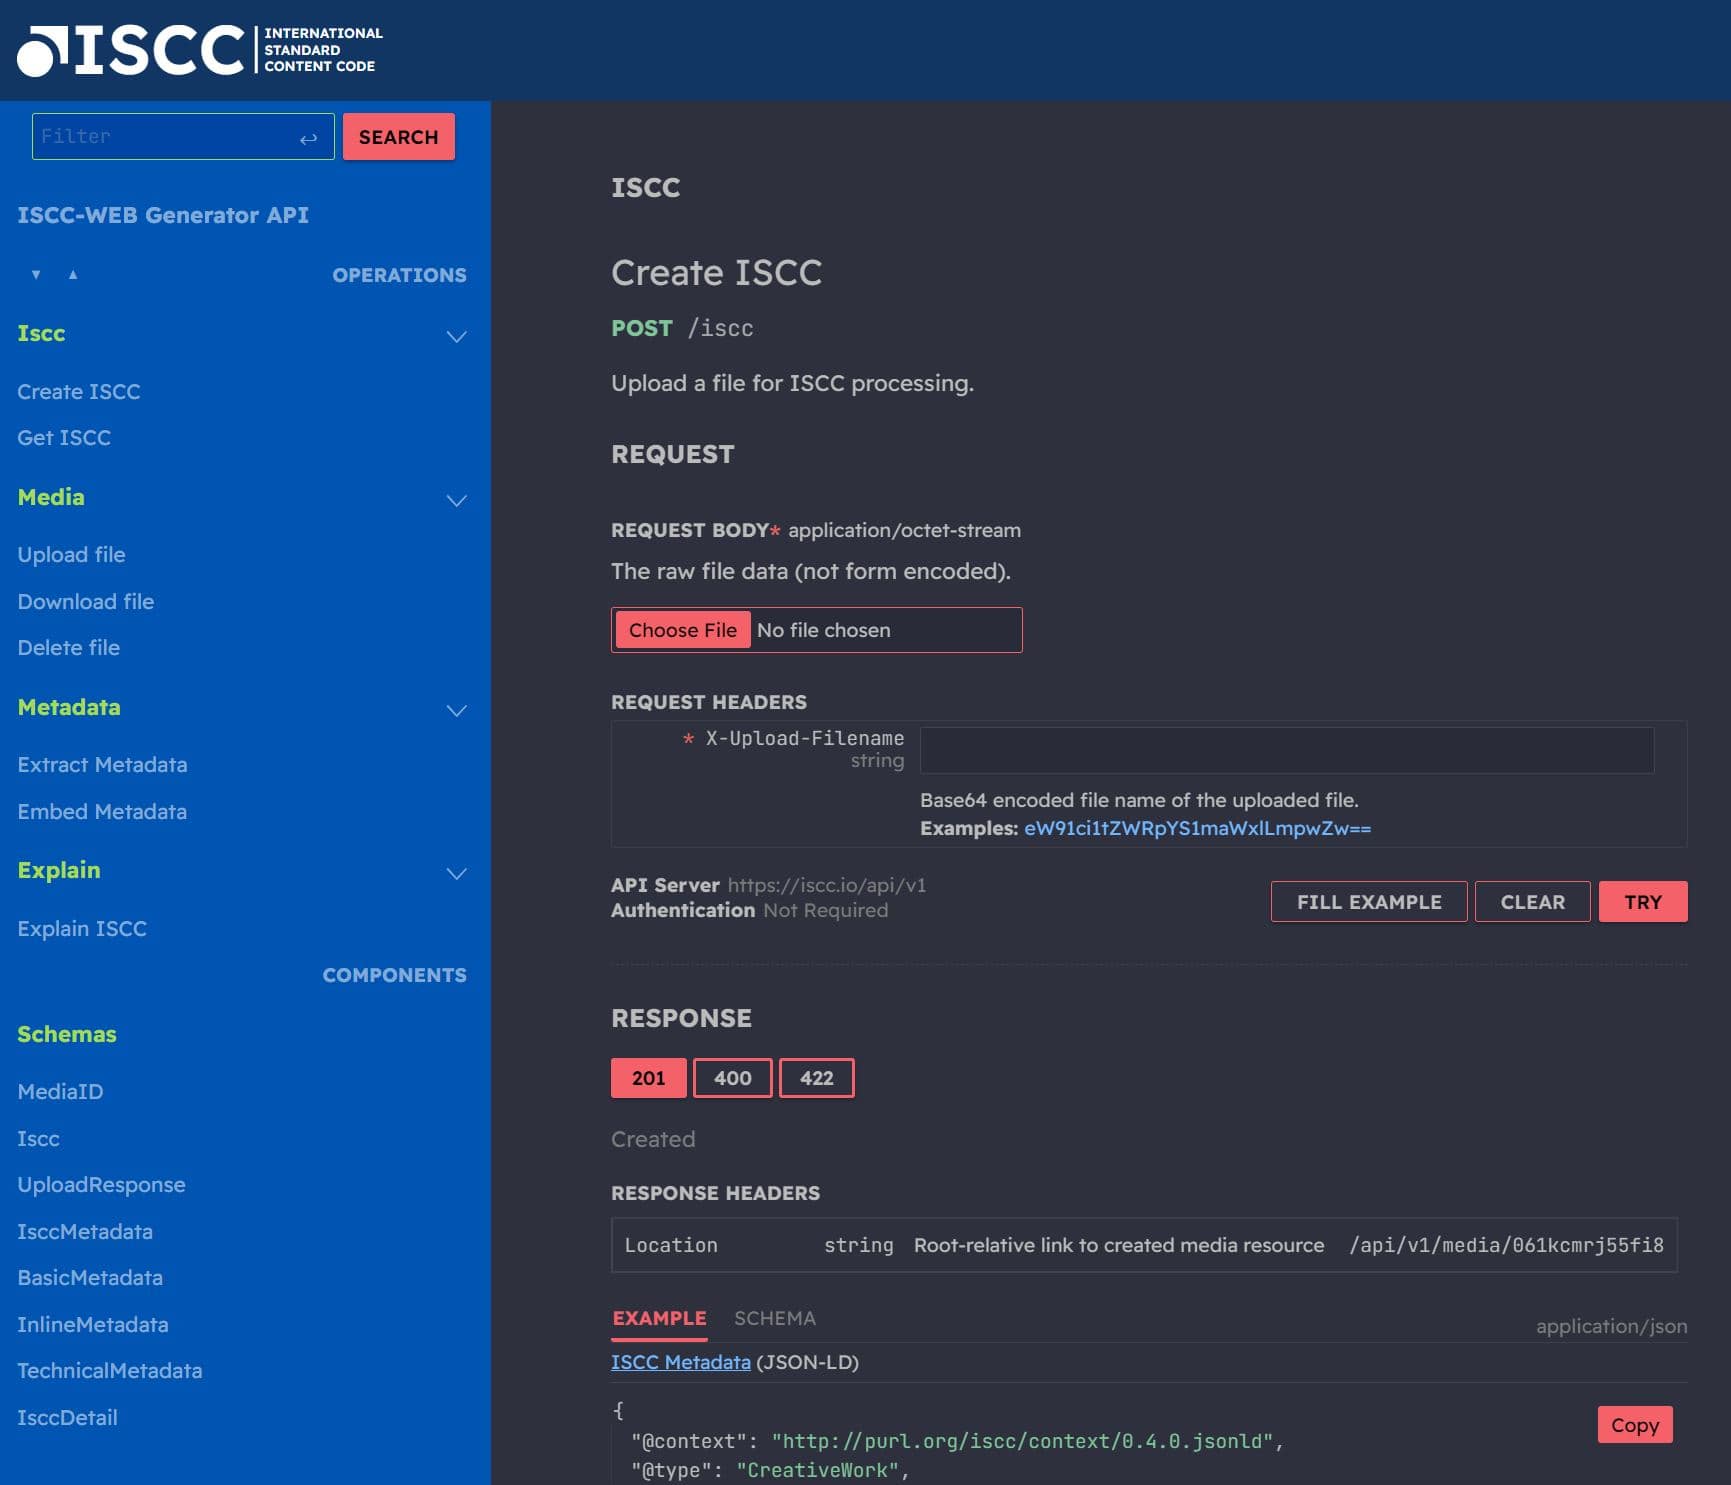 ISCC
INTERNATIONAL
STANDARD
CONTENT CODE
Filter
SEARCH
ISCC-WEB Generator API
OPERATIONS
Iscc
Create ISCC
Get ISCC
Media
Upload file
Download file
Delete file
Metadata
Extract Metadata
Embed Metadata
Explain
Explain ISCC
COMPONENTS
Schemas
MediaID
Iscc
UploadResponse
IsccMetadata
BasicMetadata
InlineMetadata
TechnicalMetadata
IsccDetail
ISCC
Create ISCC
POST /iscc
Upload a file for ISCC processing.
REQUEST
REQUEST BODY* application/octet-stream
The raw file data (not form encoded).
Choose File No file chosen
REQUEST HEADERS
* X-Upload-Filename
string
Base64 encoded file name of the uploaded file.
Examples: eW91ci1tZWRpYS1maWxlLmpwZw==
API Server https://iscc.io/api/v1
Authentication Not Required
FILL EXAMPLE CLEAR TRY
RESPONSE
201 400 422
Created
RESPONSE HEADERS
Location string Root-relative link to created media resource /api/v1/media/061kcmrj55fi8
EXAMPLE SCHEMA
application/json
ISCC Metadata (JSON-LD)
{
Copy
"@context": "http://purl.org/iscc/context/0.4.0.jsonld",
"@type": "CreativeWork",